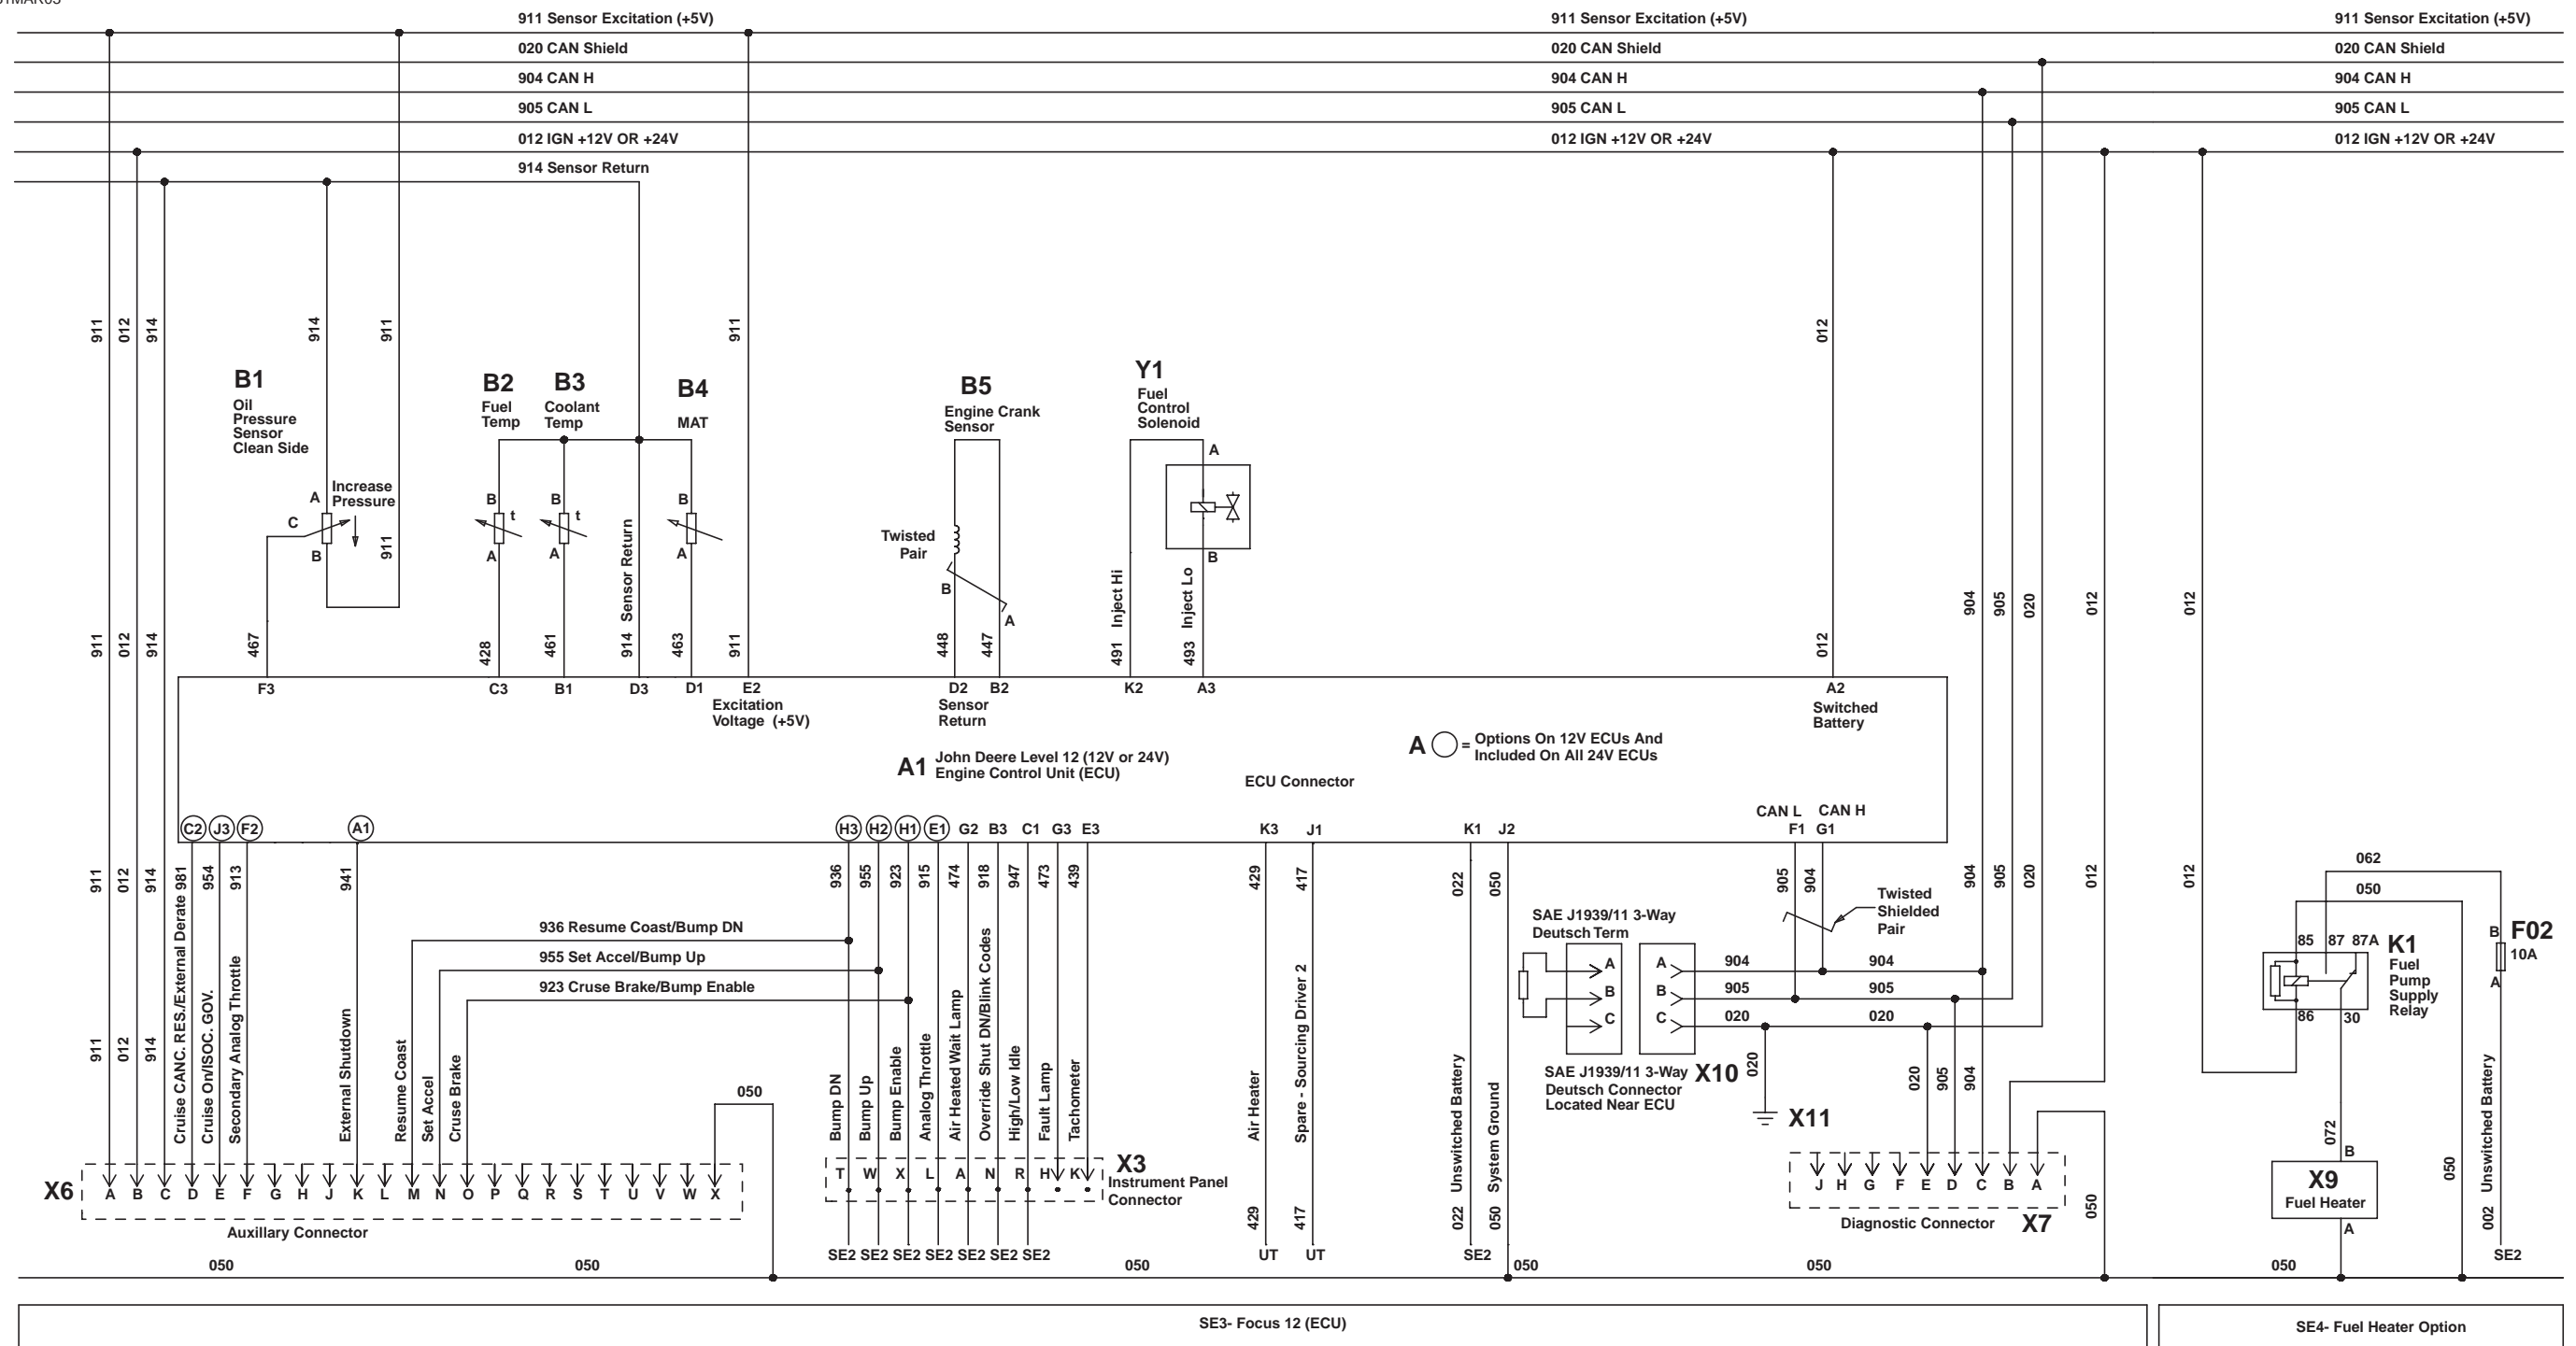 911 Sensor Excitation (+5V) 911 Sensor Excitation (+5V) 911 Sensor Excitation (+5V)
020 CAN Shield 020 CAN Shield 020 CAN Shield
904 CAN H 904 CAN H 904 CAN H
905 CAN L 905 CAN L 905 CAN L
012 IGN +12V OR +24V 012 IGN +12V OR +24V 012 IGN +12V OR +24V
914 Sensor Return
911 012 914 914 911 911 012
B1
Oil
Pressure
Sensor
Clean Side
A
Increase
Pressure
C
B
911
B2
Fuel
Temp
B
t
A
B3
Coolant
Temp
B
t
A
914 Sensor Return
B4
MAT
B
A
B5
Engine Crank
Sensor
Twisted
Pair
B
A
Y1
Fuel
Control
Solenoid
A
B
491 Inject Hi
493 Inject Lo
904 905 020 012 012
911 012 914 467 428 461 463 911 448 447 012
F3 C3 B1 D3 D1 E2 D2 B2 K2 A3 A2
Excitation
Voltage (+5V)
Sensor
Return
Switched
Battery
A1 John Deere Level 12 (12V or 24V)
Engine Control Unit (ECU)
A = Options On 12V ECUs And
Included On All 24V ECUs
ECU Connector
CAN L CAN H
C2 J3 F2 A1 H3 H2 H1 E1 G2 B3 C1 G3 E3 K3 J1 K1 J2 F1 G1
911 012 914
Cruise CANC. RES./External Derate 981
954
Cruise On/ISOC. GOV.
913
Secondary Analog Throttle
941
External Shutdown
936 955 923 915 474 918 947 473 439 429 417 022 050 905 904 904 905 020 012 012
936 Resume Coast/Bump DN
955 Set Accel/Bump Up
923 Cruse Brake/Bump Enable
911 012 914
Resume Coast
Set Accel
Cruse Brake
050
Bump DN
Bump Up
Bump Enable
Analog Throttle
Air Heated Wait Lamp
Override Shut DN/Blink Codes
High/Low Idle
Fault Lamp
Tachometer
Air Heater
Spare - Sourcing Driver 2
Unswitched Battery
System Ground
Twisted
Shielded
Pair
SAE J1939/11 3-Way
Deutsch Term
A A 904 904
B B 905 905
C C 020 020
SAE J1939/11 3-Way
Deutsch Connector
Located Near ECU
X10
020
X11
020 905 904
062
050
85 87 87A
86 30
K1
Fuel
Pump
Supply
Relay
B
F02
10A
A
072
B
X9
Fuel Heater
A
050
002 Unswitched Battery
SE2
X6 A B C D E F G H J K L M N O P Q R S T U V W X
Auxillary Connector
T W X L A N R H K
X3
Instrument Panel
Connector
J H G F E D C B A
Diagnostic Connector X7
050
429 417 022 050
SE2 SE2 SE2 SE2 SE2 SE2 SE2 UT UT SE2
050 050 050 050 050 050
SE3- Focus 12 (ECU)
SE4- Fuel Heater Option